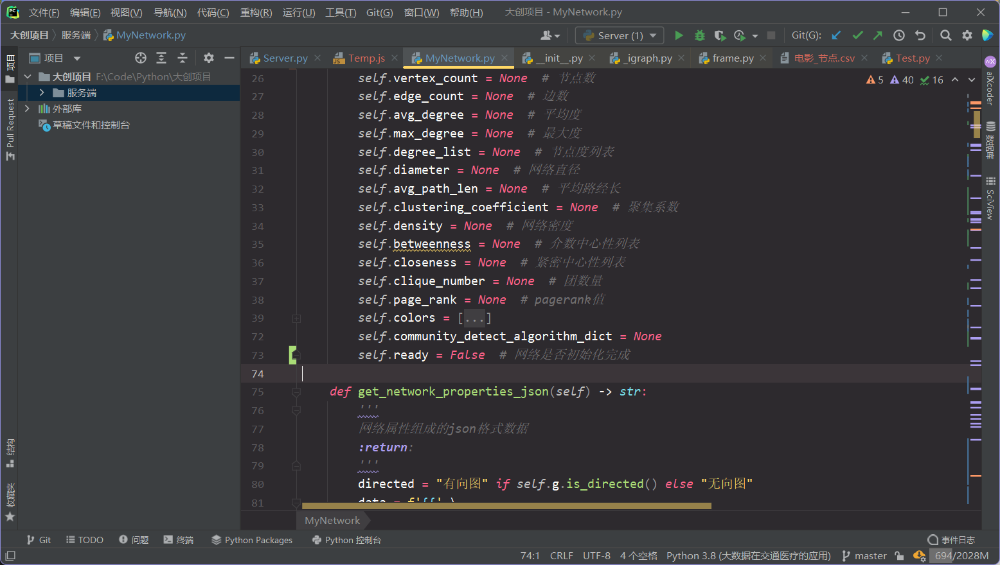 文件(F) 编辑(E) 视图(V) 导航(N) 代码(C) 重构(R) 运行(U) 工具(T) Git(G) 窗口(W) 帮助(H) 大创项目 - MyNetwork.py
大创项目 服务端 MyNetwork.py Server (1) Git(G):
项目 Server.py Temp.js MyNetwork.py __init__.py _igraph.py frame.py 电影_节点.csv Test.py
大创项目 F:\Code\Python\大创项目
服务端
外部库
草稿文件和控制台
项目
Pull Request
结构
收藏夹
5 40 16
26 self.vertex_count = None # 节点数
27 self.edge_count = None # 边数
28 self.avg_degree = None # 平均度
29 self.max_degree = None # 最大度
30 self.degree_list = None # 节点度列表
31 self.diameter = None # 网络直径
32 self.avg_path_len = None # 平均路经长
33 self.clustering_coefficient = None # 聚集系数
34 self.density = None # 网络密度
35 self.betweenness = None # 介数中心性列表
36 self.closeness = None # 紧密中心性列表
37 self.clique_number = None # 团数量
38 self.page_rank = None # pagerank值
39 self.colors = [...]
72 self.community_detect_algorithm_dict = None
73 self.ready = False # 网络是否初始化完成
74
75 def get_network_properties_json(self) -> str:
76 '''
77 网络属性组成的json格式数据
78 :return:
79 '''
80 directed = "有向图" if self.g.is_directed() else "无向图"
81 data = f'{{' \
aiXcoder
数据库
SciView
MyNetwork
Git TODO 问题 终端 Python Packages Python 控制台 事件日志
74:1 CRLF UTF-8 4 个空格 Python 3.8 (大数据在交通医疗的应用) master 694/2028M